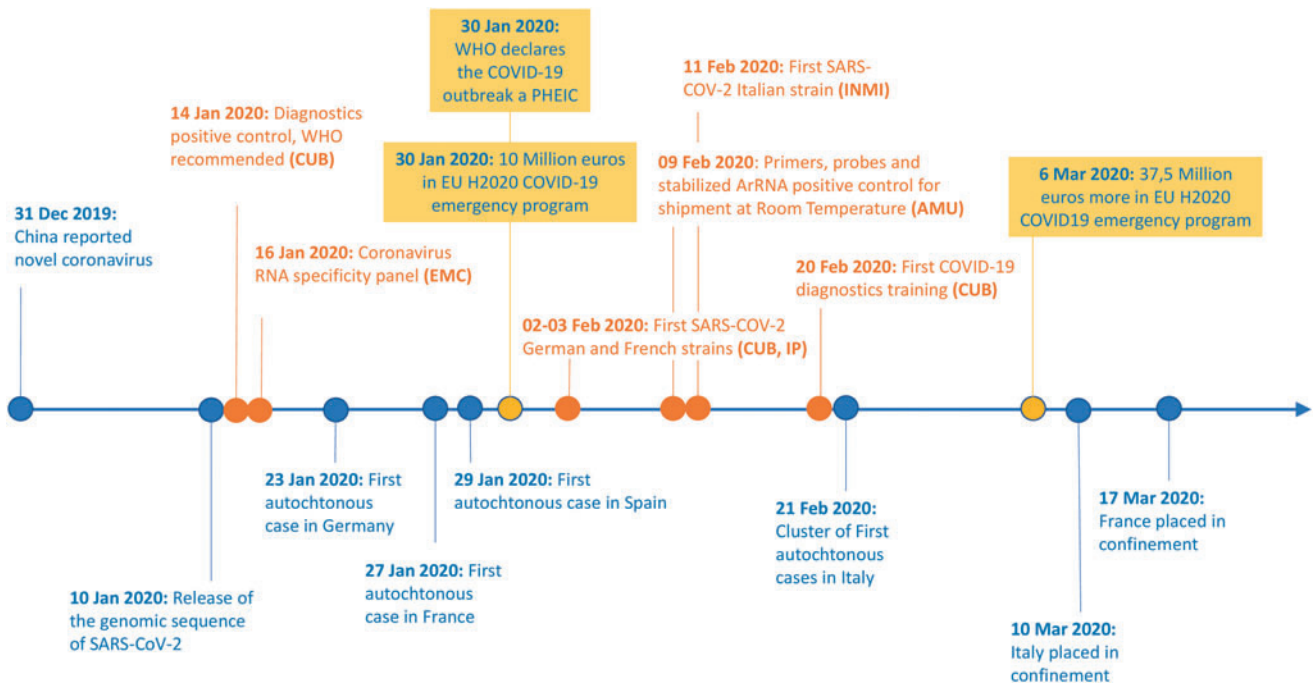 30 Jan 2020:
WHO declares
the COVID-19
outbreak a PHEIC
11 Feb 2020: First SARS-
COV-2 Italian strain (INMI)
14 Jan 2020: Diagnostics
positive control, WHO
recommended (CUB)
30 Jan 2020: 10 Million euros
in EU H2020 COVID-19
emergency program
09 Feb 2020: Primers, probes and
stabilized ArRNA positive control for
shipment at Room Temperature (AMU)
6 Mar 2020: 37,5 Million
euros more in EU H2020
COVID19 emergency program
31 Dec 2019:
China reported
novel coronavirus
16 Jan 2020: Coronavirus
RNA specificity panel (EMC)
20 Feb 2020: First COVID-19
diagnostics training (CUB)
02-03 Feb 2020: First SARS-COV-2
German and French strains (CUB, IP)
23 Jan 2020: First
autochtonous
case in Germany
29 Jan 2020: First
autochtonous case in Spain
21 Feb 2020:
Cluster of First
autochtonous
cases in Italy
17 Mar 2020:
France placed in
confinement
27 Jan 2020: First
autochtonous
case in France
10 Jan 2020: Release of
the genomic sequence
of SARS-CoV-2
10 Mar 2020:
Italy placed in
confinement